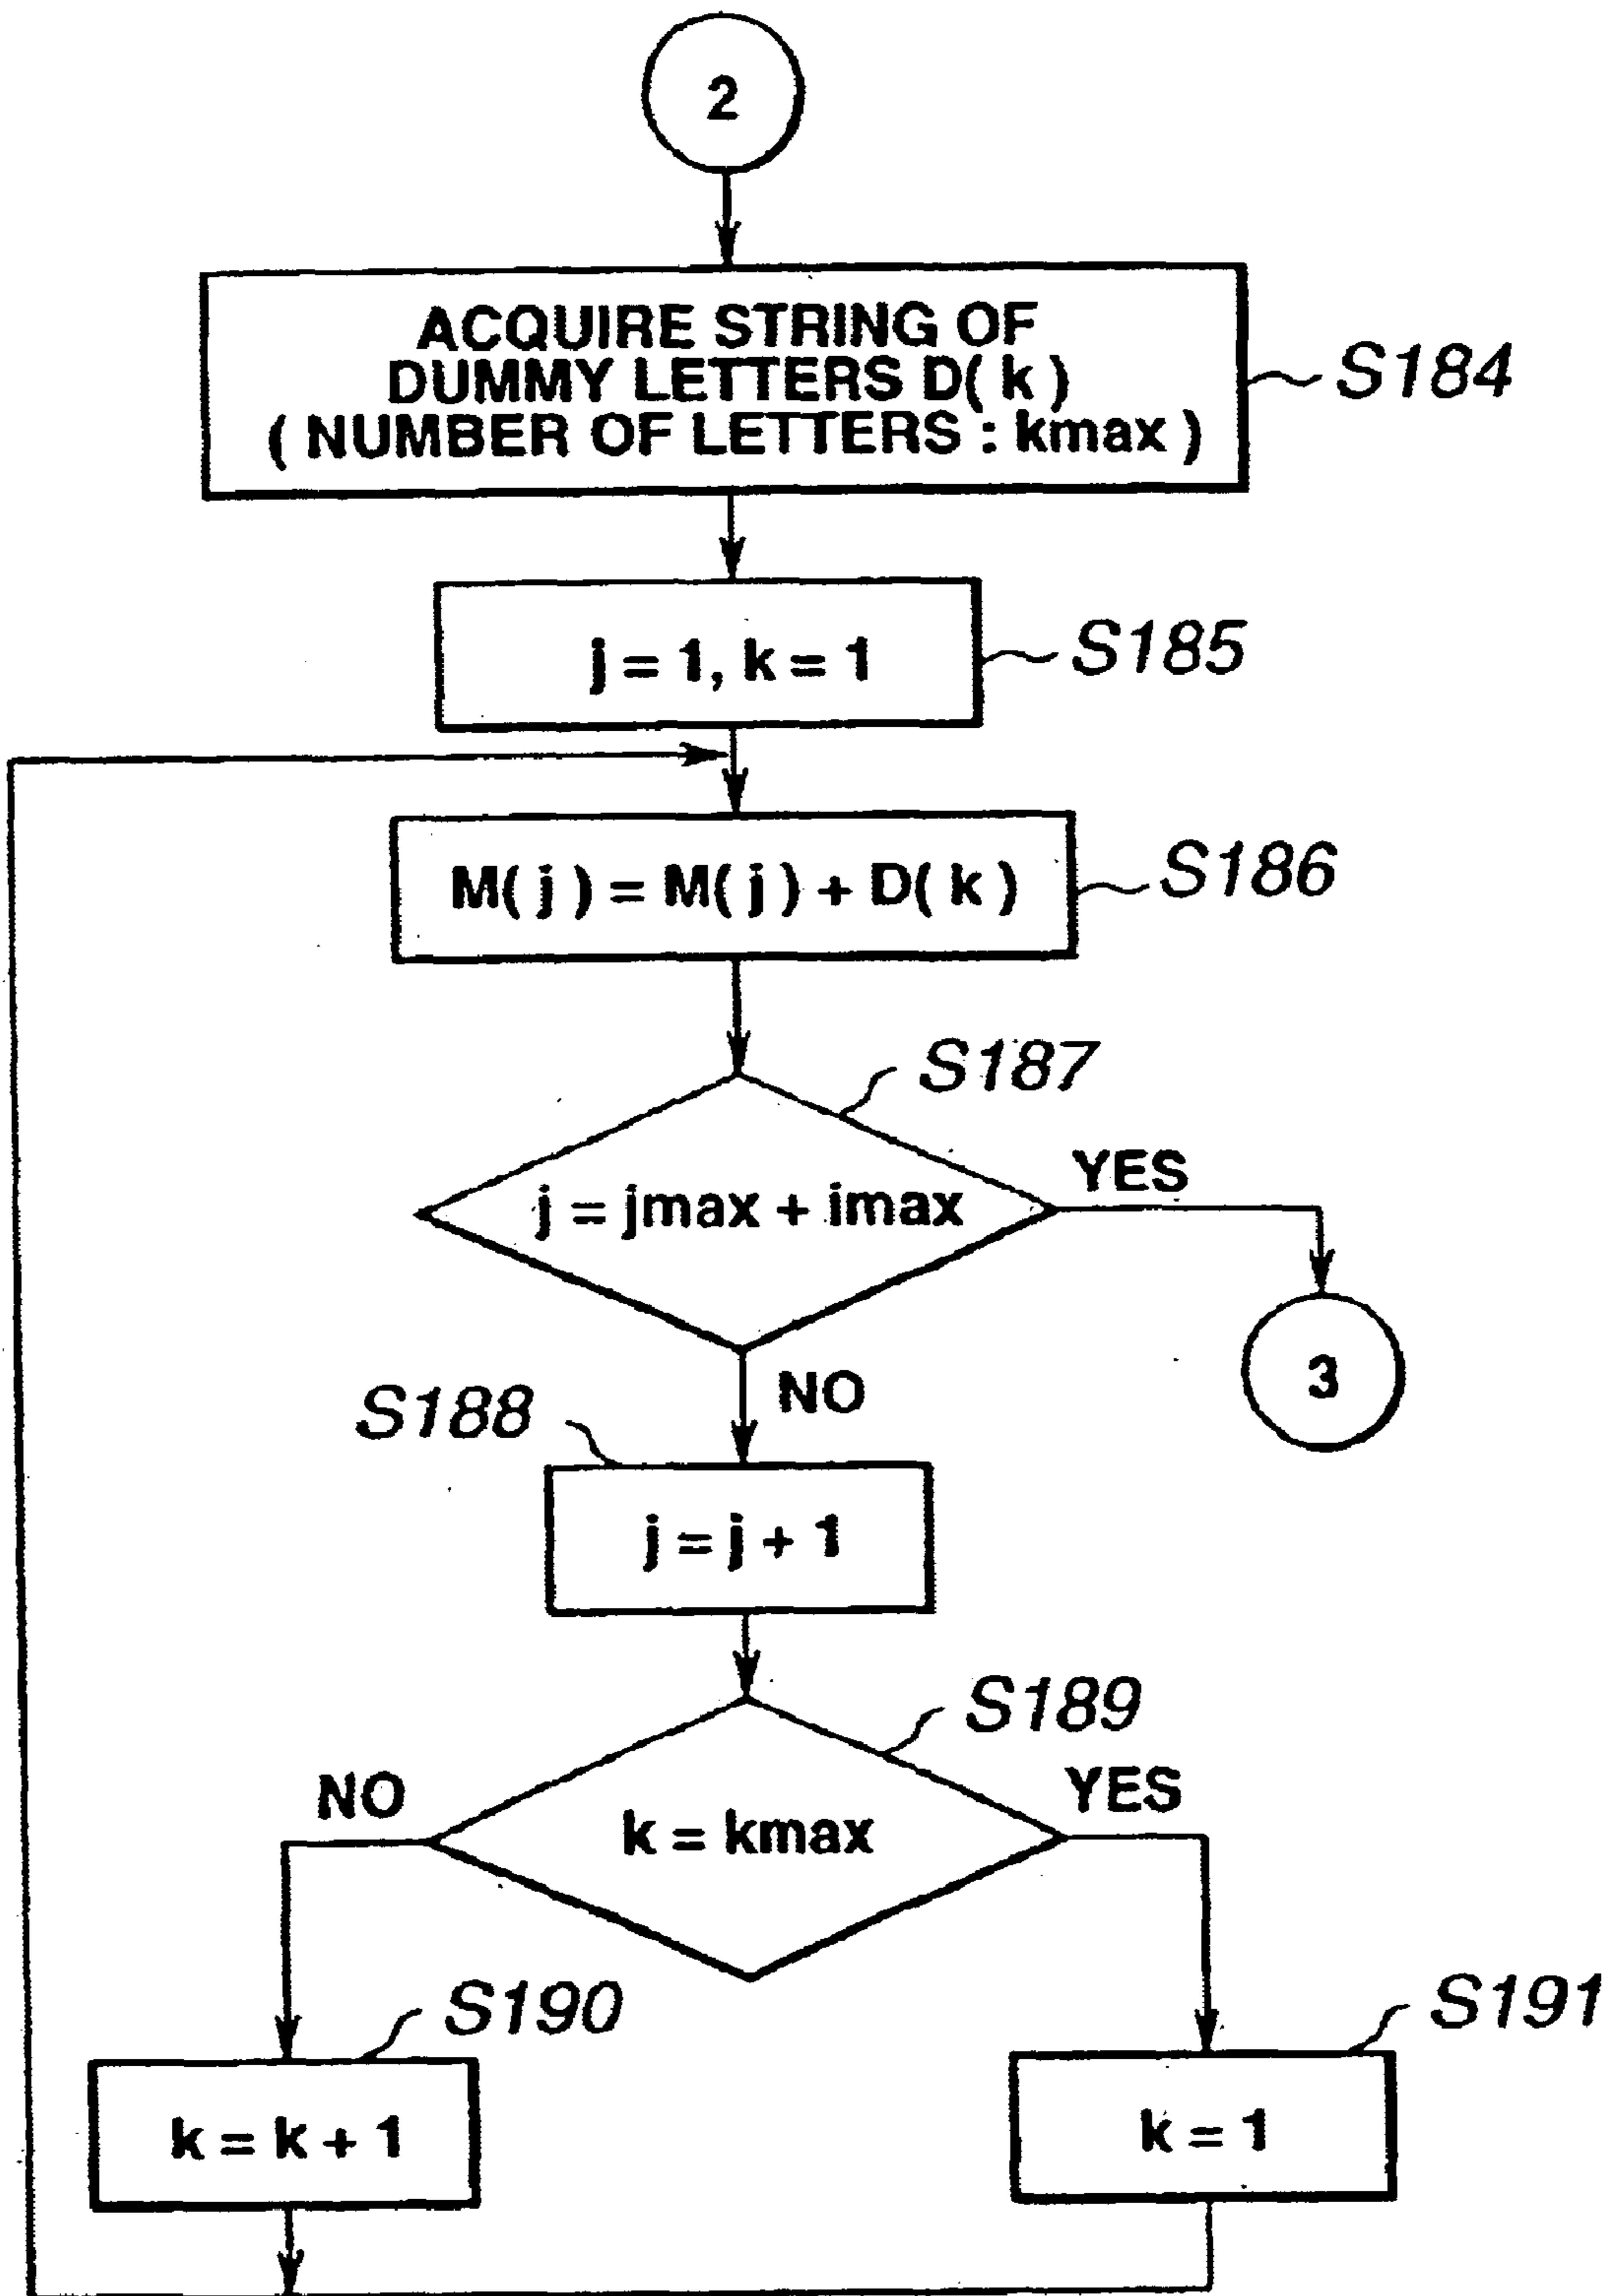 2
ACQUIRE STRING OF
DUMMY LETTERS D( k )
( NUMBER OF LETTERS : kmax )
S184
j = 1, k = 1
S185
M( j ) = M( j ) + D( k )
S186
S187
j = jmax + imax
YES
3
NO
S188
j = j + 1
S189
NO
k = kmax
YES
S190
k = k + 1
S191
k = 1